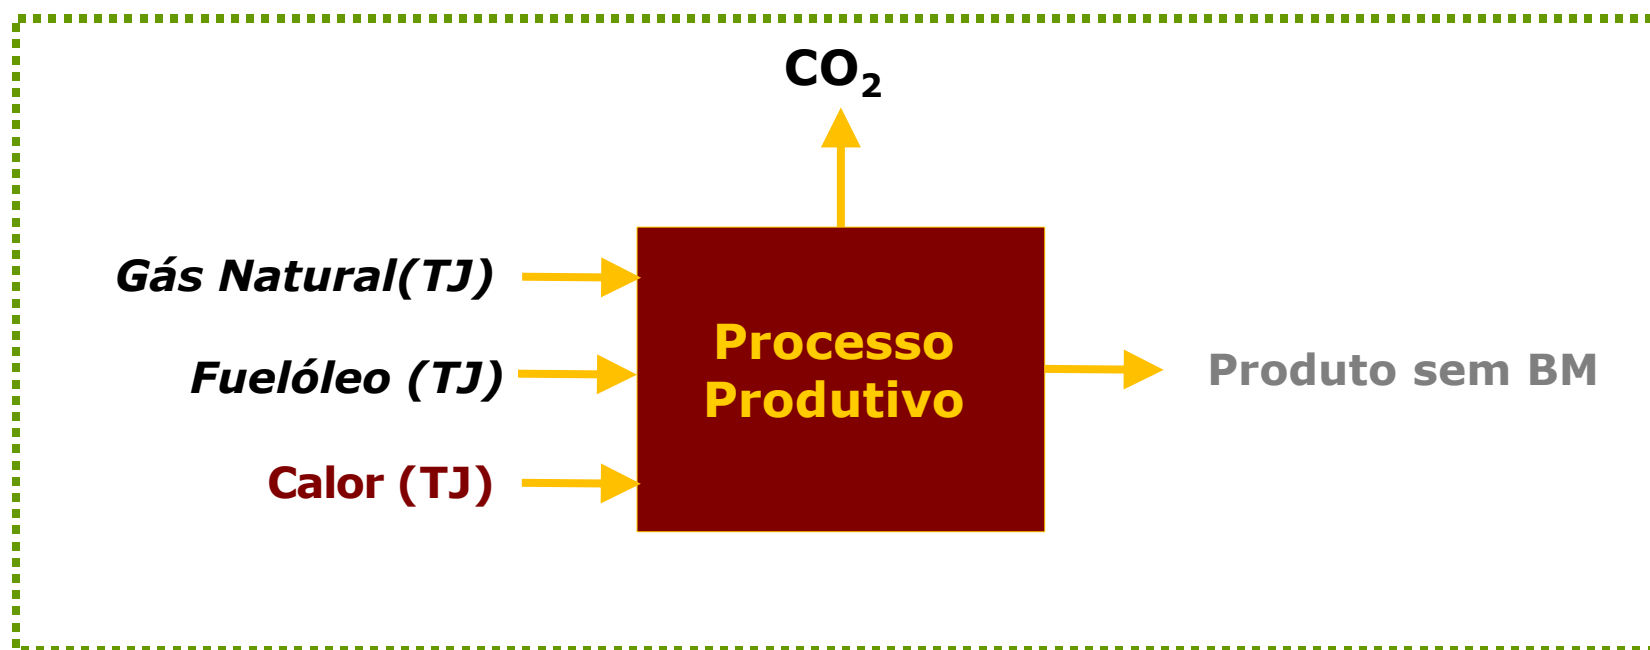 CO₂
Gás Natural(TJ)
Fuelóleo (TJ)
Calor (TJ)
Processo
Produtivo
Produto sem BM